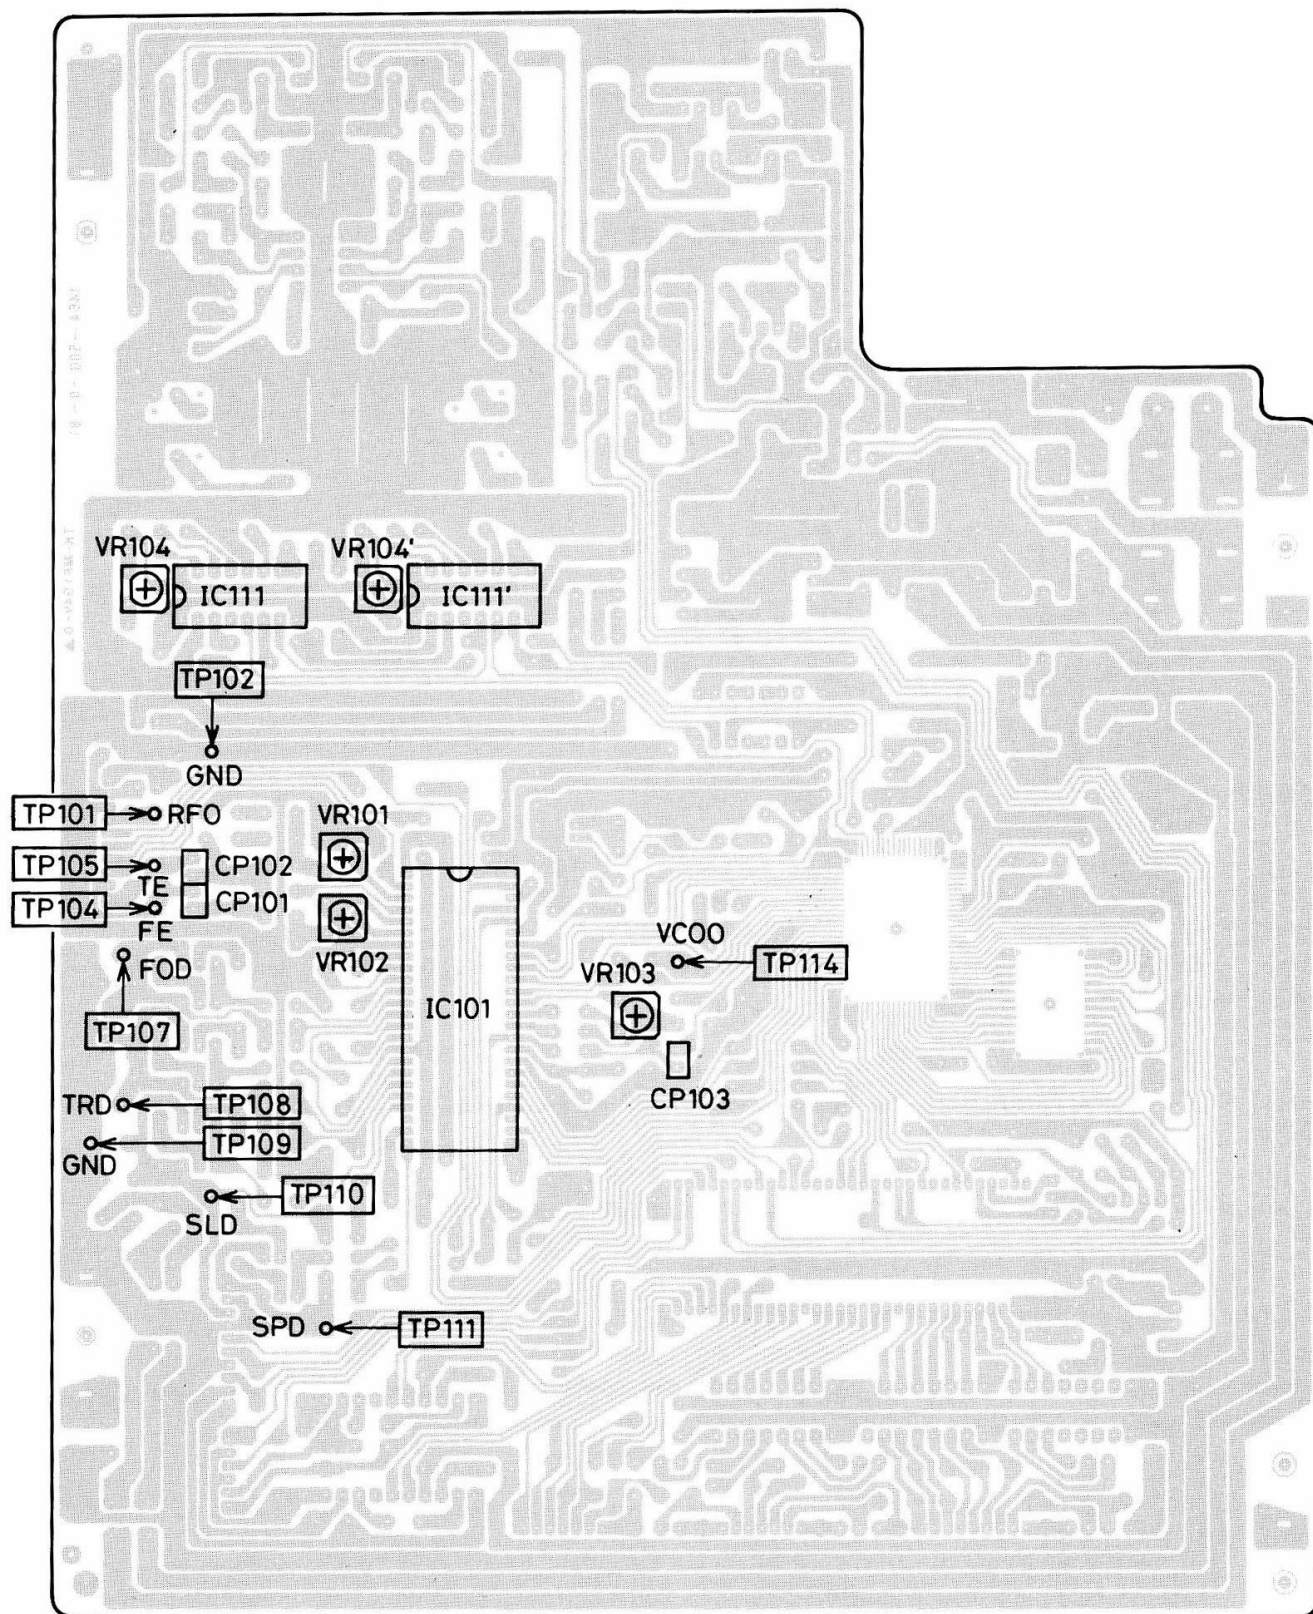 VR104 VR104'
IC111 IC111'
TP102
GND
TP101 RFO VR101
TP105 CP102
TE
TP104 CP101
FE
VR102
FOD
VCOO
TP114
VR103
IC101
TP107
CP103
TRD TP108
TP109
GND
TP110
SLD
SPD TP111